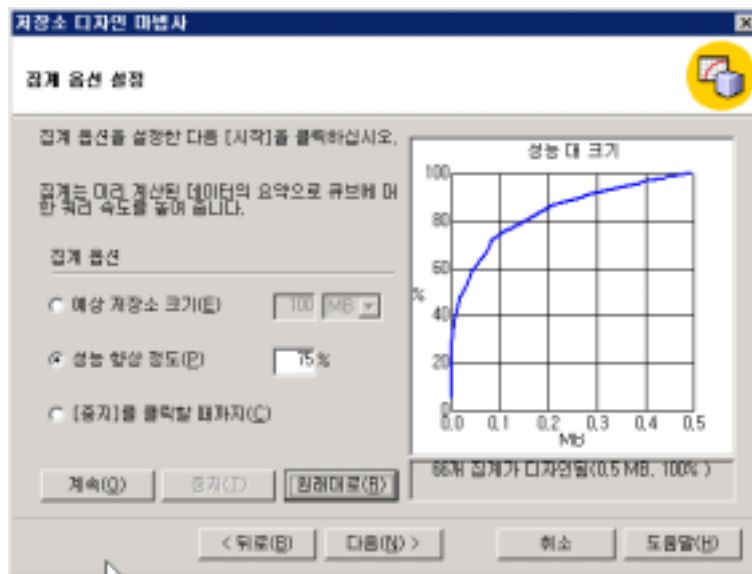 저장소 디자인 마법사
집계 옵션 설정
집계 옵션을 설정한 다음 [시작]을 클릭하십시오.
집계는 미리 계산된 데이터의 요약으로 큐브에 대
한 쿼리 속도를 높여 줍니다.
집계 옵션
예상 저장소 크기(E) 100 MB
성능 향상 정도(P) 75 %
[중지]를 클릭할 때까지(C)
계속(O) 중지(T) 원래대로(R)
성능 대 크기
100
80
60
40
20
0
%
0.0 0.1 0.2 0.3 0.4 0.5
MB
66개 집계가 디자인됨(0.5 MB, 100% )
< 뒤로(B) 다음(N) > 취소 도움말(H)